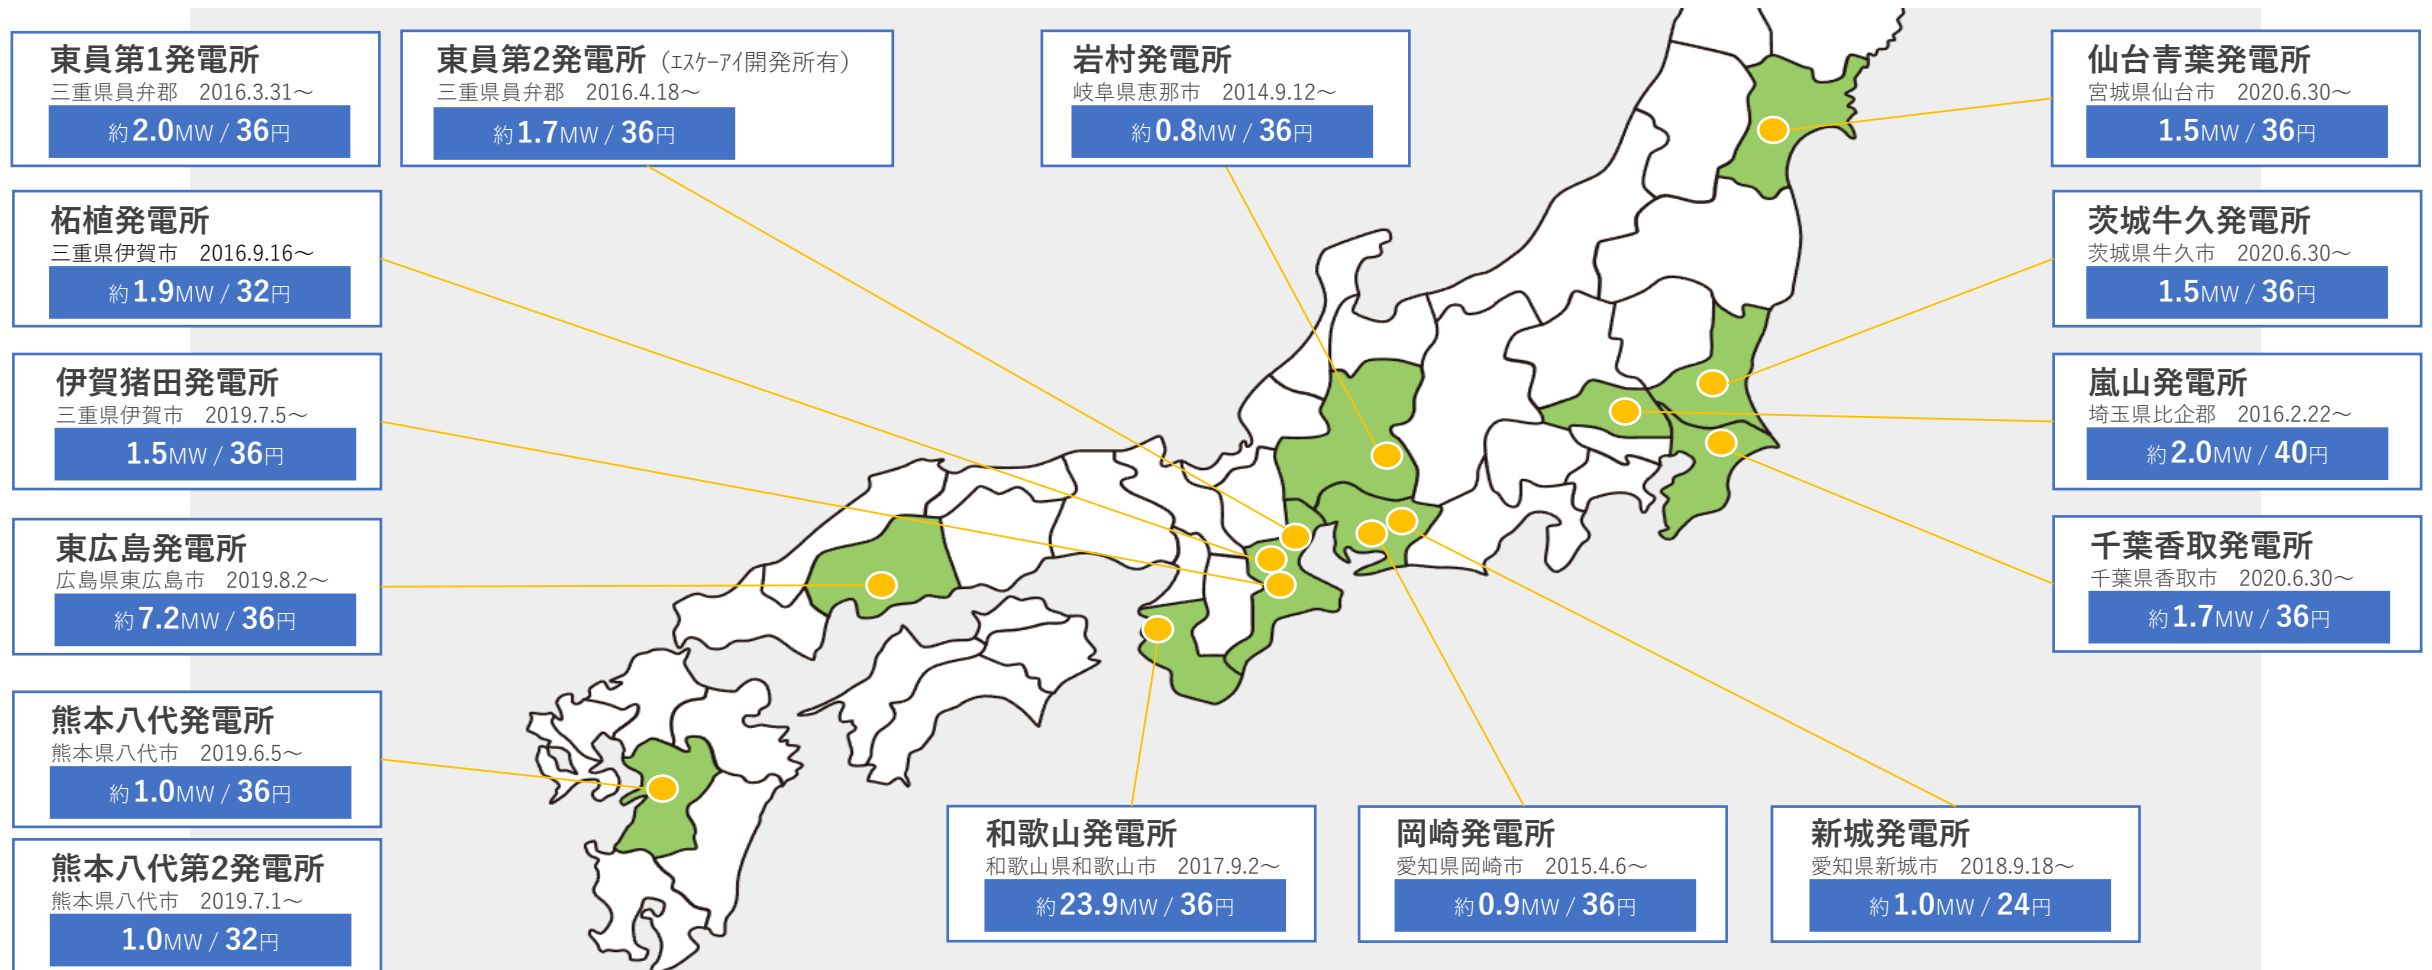 東員第1発電所
三重県員弁郡　2016.3.31～
約2.0MW / 36円
東員第2発電所（ｴｽｹｰｱｲ開発所有）
三重県員弁郡　2016.4.18～
約1.7MW / 36円
岩村発電所
岐阜県恵那市　2014.9.12～
約0.8MW / 36円
仙台青葉発電所
宮城県仙台市　2020.6.30～
1.5MW / 36円
柘植発電所
三重県伊賀市　2016.9.16～
約1.9MW / 32円
茨城牛久発電所
茨城県牛久市　2020.6.30～
1.5MW / 36円
伊賀猪田発電所
三重県伊賀市　2019.7.5～
1.5MW / 36円
嵐山発電所
埼玉県比企郡　2016.2.22～
約2.0MW / 40円
東広島発電所
広島県東広島市　2019.8.2～
約7.2MW / 36円
千葉香取発電所
千葉県香取市　2020.6.30～
約1.7MW / 36円
熊本八代発電所
熊本県八代市　2019.6.5～
約1.0MW / 36円
熊本八代第2発電所
熊本県八代市　2019.7.1～
1.0MW / 32円
和歌山発電所
和歌山県和歌山市　2017.9.2～
約23.9MW / 36円
岡崎発電所
愛知県岡崎市　2015.4.6～
約0.9MW / 36円
新城発電所
愛知県新城市　2018.9.18～
約1.0MW / 24円